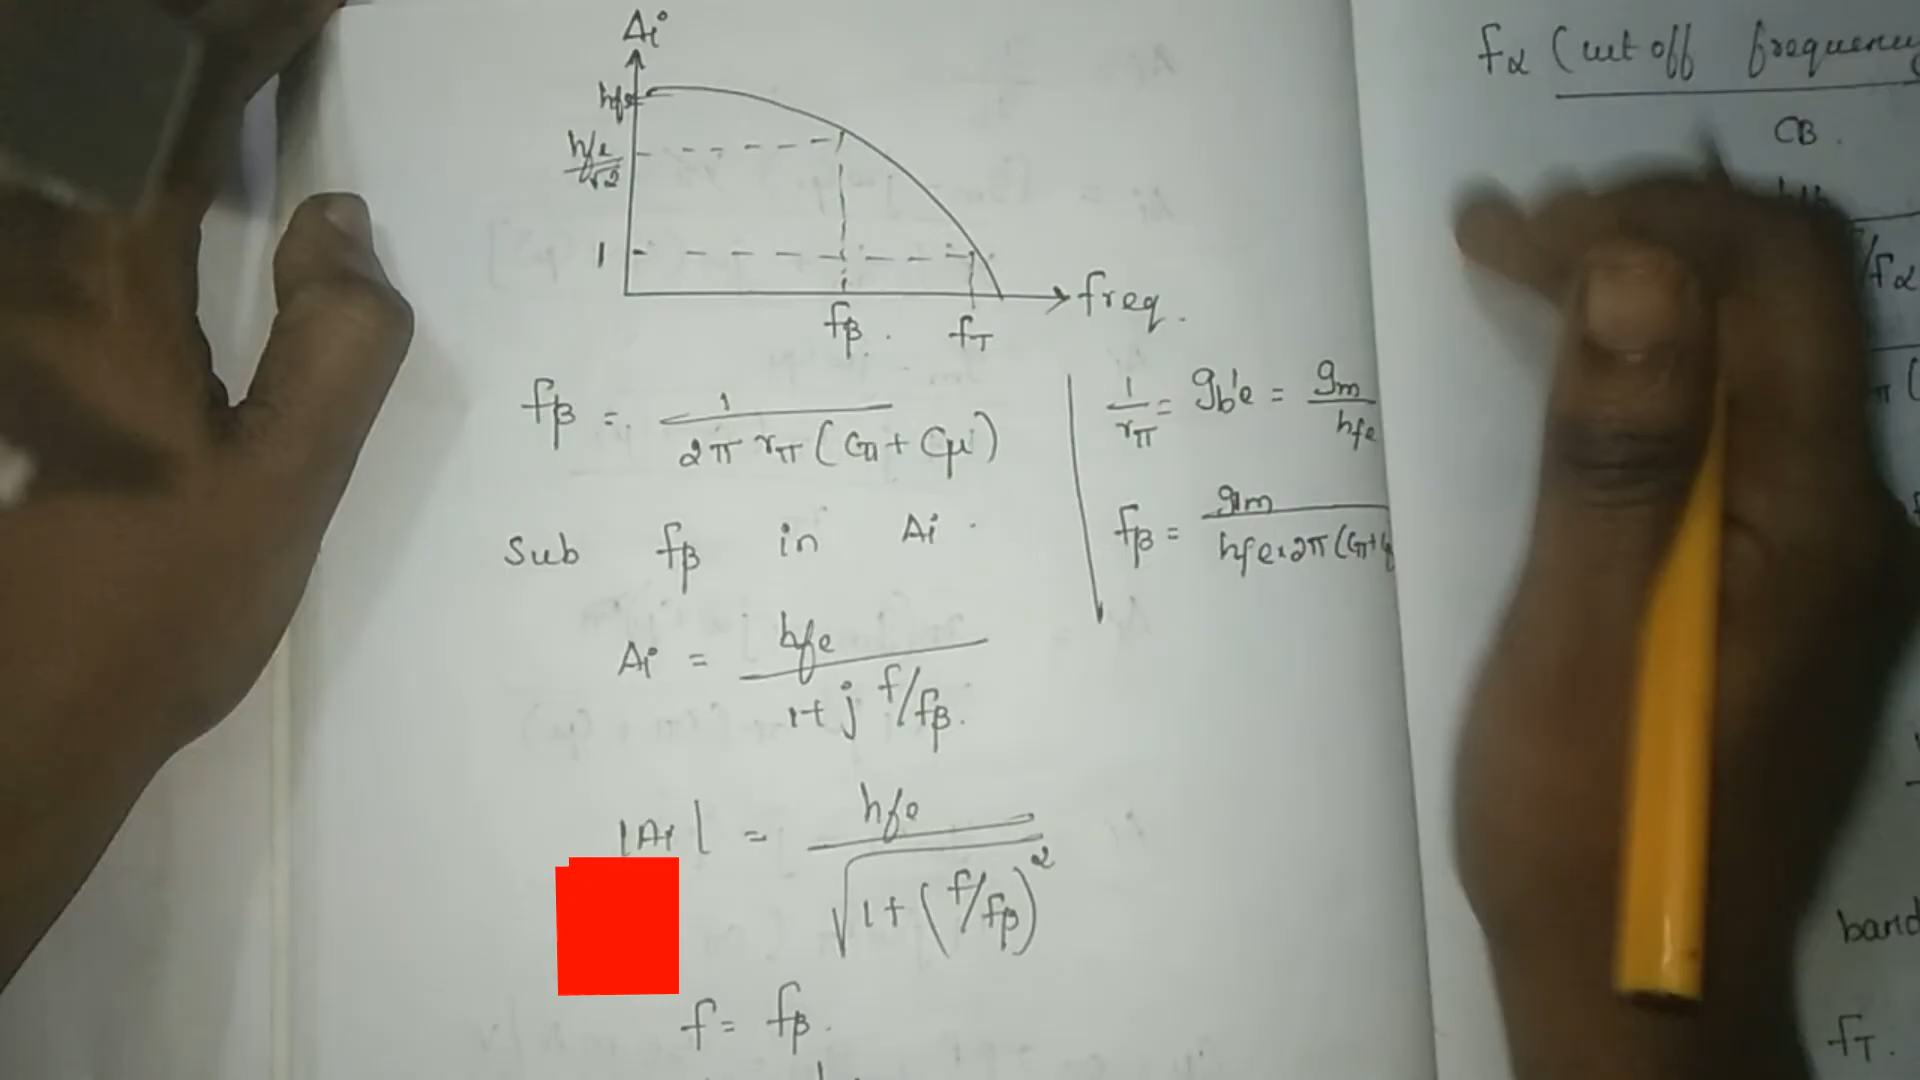 Ai
hfe
hfe/√2
1
fβ. fT
freq.
fβ = 1 / 2π rπ (Cπ + Cμ)
1/rπ = gb'e = gm/hfe
fβ = gm / hfe × 2π (Cπ+
Sub fβ in Ai.
Ai = hfe / 1+ j f/fβ.
|Ai| = hfe / √1+ (f/fβ)²
f = fβ.
fα (cut off frequency
CB.
/fα
π (
band
fT.